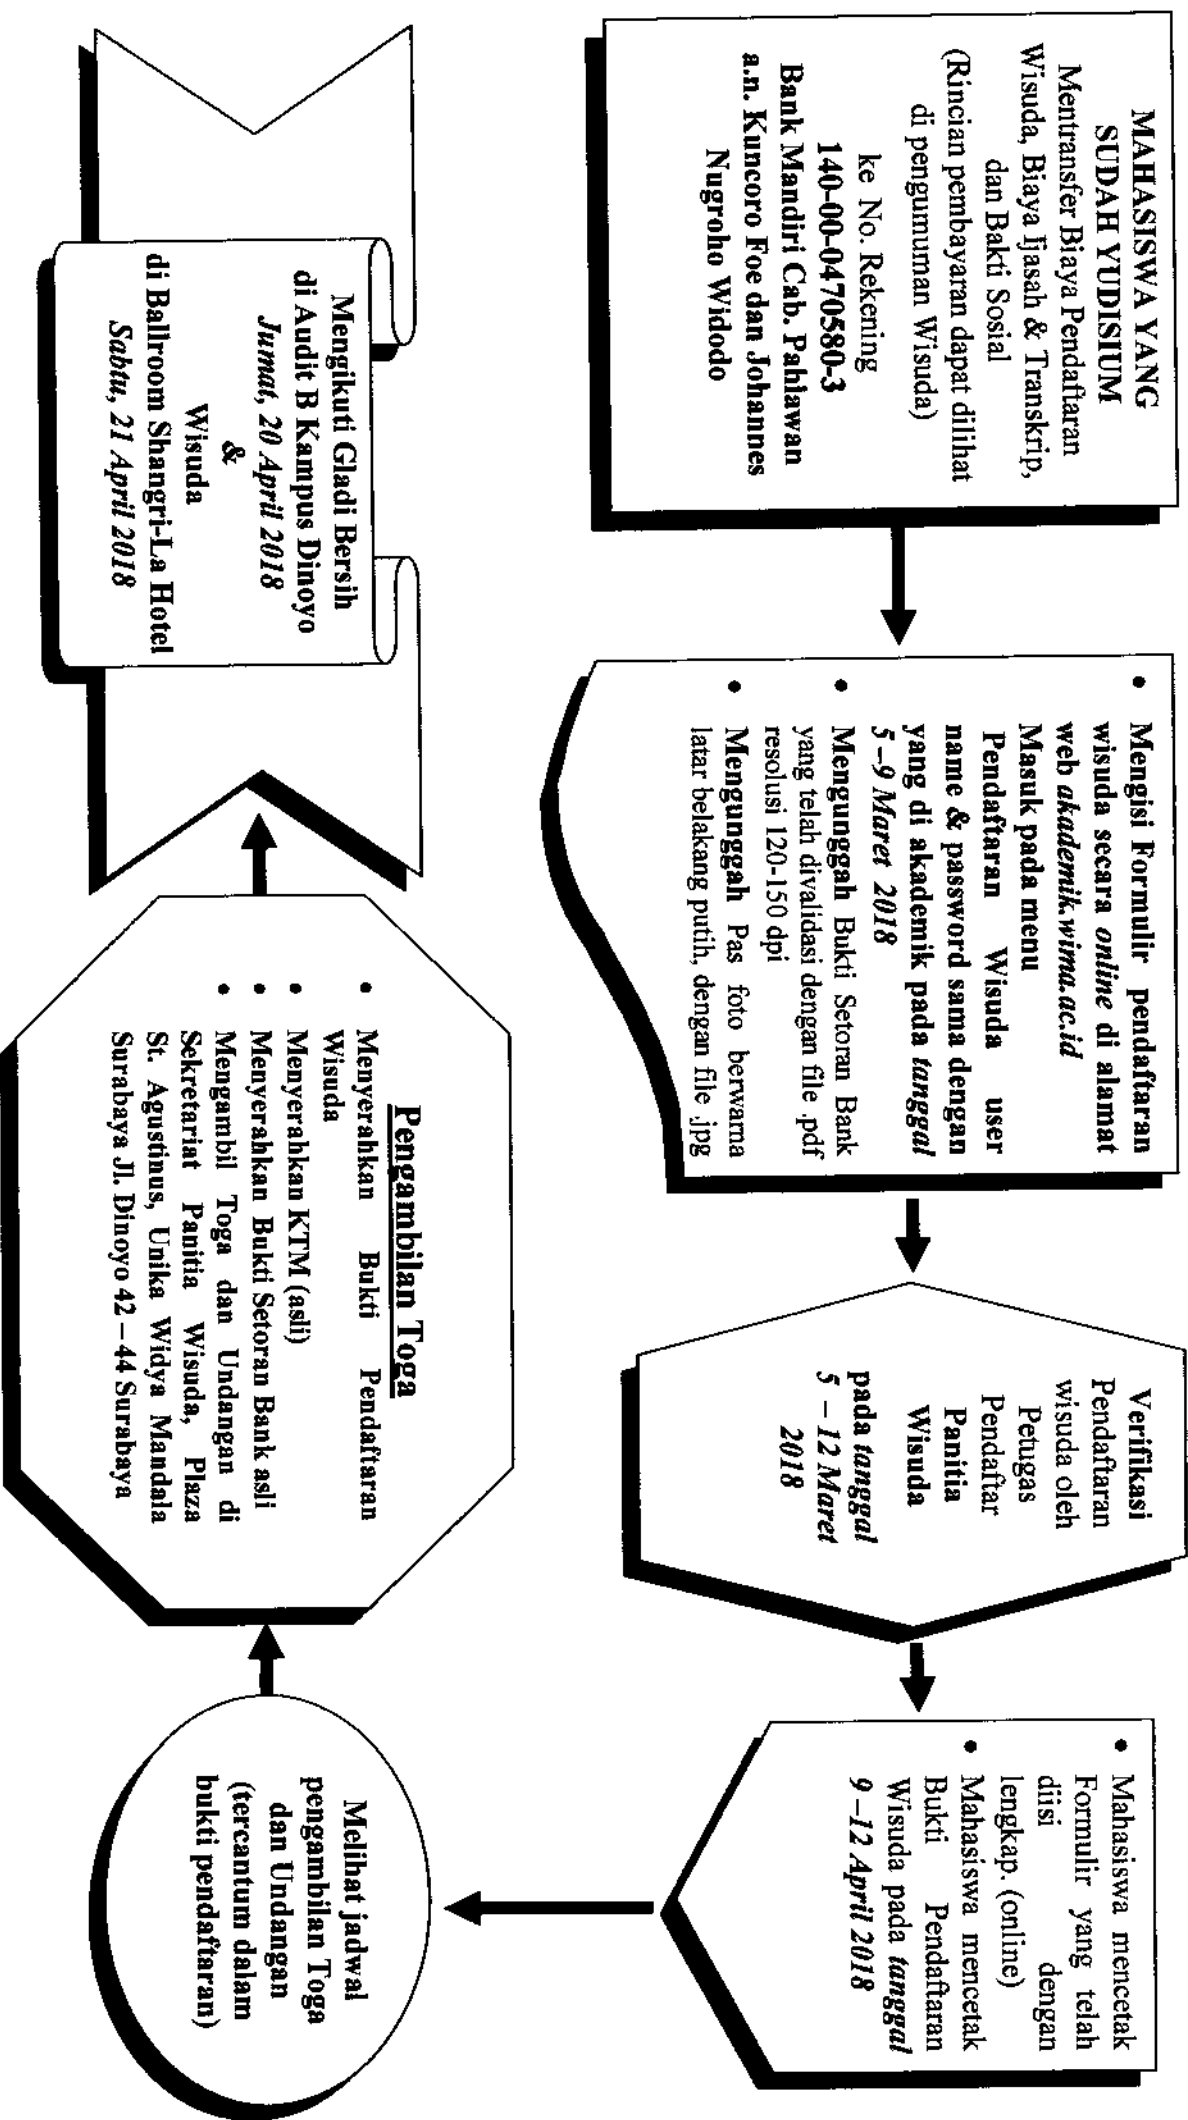 MAHASISWA YANG
SUDAH YUDISIUM
Mentransfer Biaya Pendaftaran
Wisuda, Biaya Ijasah & Transkrip,
dan Bakti Sosial
(Rincian pembayaran dapat dilihat
di pengumuman Wisuda)
ke No. Rekening
140-00-0470580-3
Bank Mandiri Cab. Pahlawan
a.n. Kuncoro Foe dan Johannes
Nugroho Widodo
• Mengisi Formulir pendaftaran
wisuda secara online di alamat
web akademik.wima.ac.id
Masuk pada menu
Pendaftaran Wisuda user
name & password sama dengan
yang di akademik pada tanggal
5 –9 Maret 2018
• Mengunggah Bukti Setoran Bank
yang telah divalidasi dengan file .pdf
resolusi 120-150 dpi
• Mengunggah Pas foto berwarna
latar belakang putih, dengan file .jpg
Verifikasi
Pendaftaran
wisuda oleh
Petugas
Pendaftar
Panitia
Wisuda
pada tanggal
5 – 12 Maret
2018
• Mahasiswa mencetak
Formulir yang telah
diisi dengan
lengkap. (online)
• Mahasiswa mencetak
Bukti Pendaftaran
Wisuda pada tanggal
9 –12 April 2018
Melihat jadwal
pengambilan Toga
dan Undangan
(tercantum dalam
bukti pendaftaran)
Pengambilan Toga
• Menyerahkan Bukti Pendaftaran
Wisuda
• Menyerahkan KTM (asli)
• Menyerahkan Bukti Setoran Bank asli
• Mengambil Toga dan Undangan di
Sekretariat Panitia Wisuda, Plaza
St. Agustinus, Unika Widya Mandala
Surabaya Jl. Dinoyo 42 – 44 Surabaya
Mengikuti Gladi Bersih
di Audit B Kampus Dinoyo
Jumat, 20 April 2018
&
Wisuda
di Ballroom Shangri-La Hotel
Sabtu, 21 April 2018